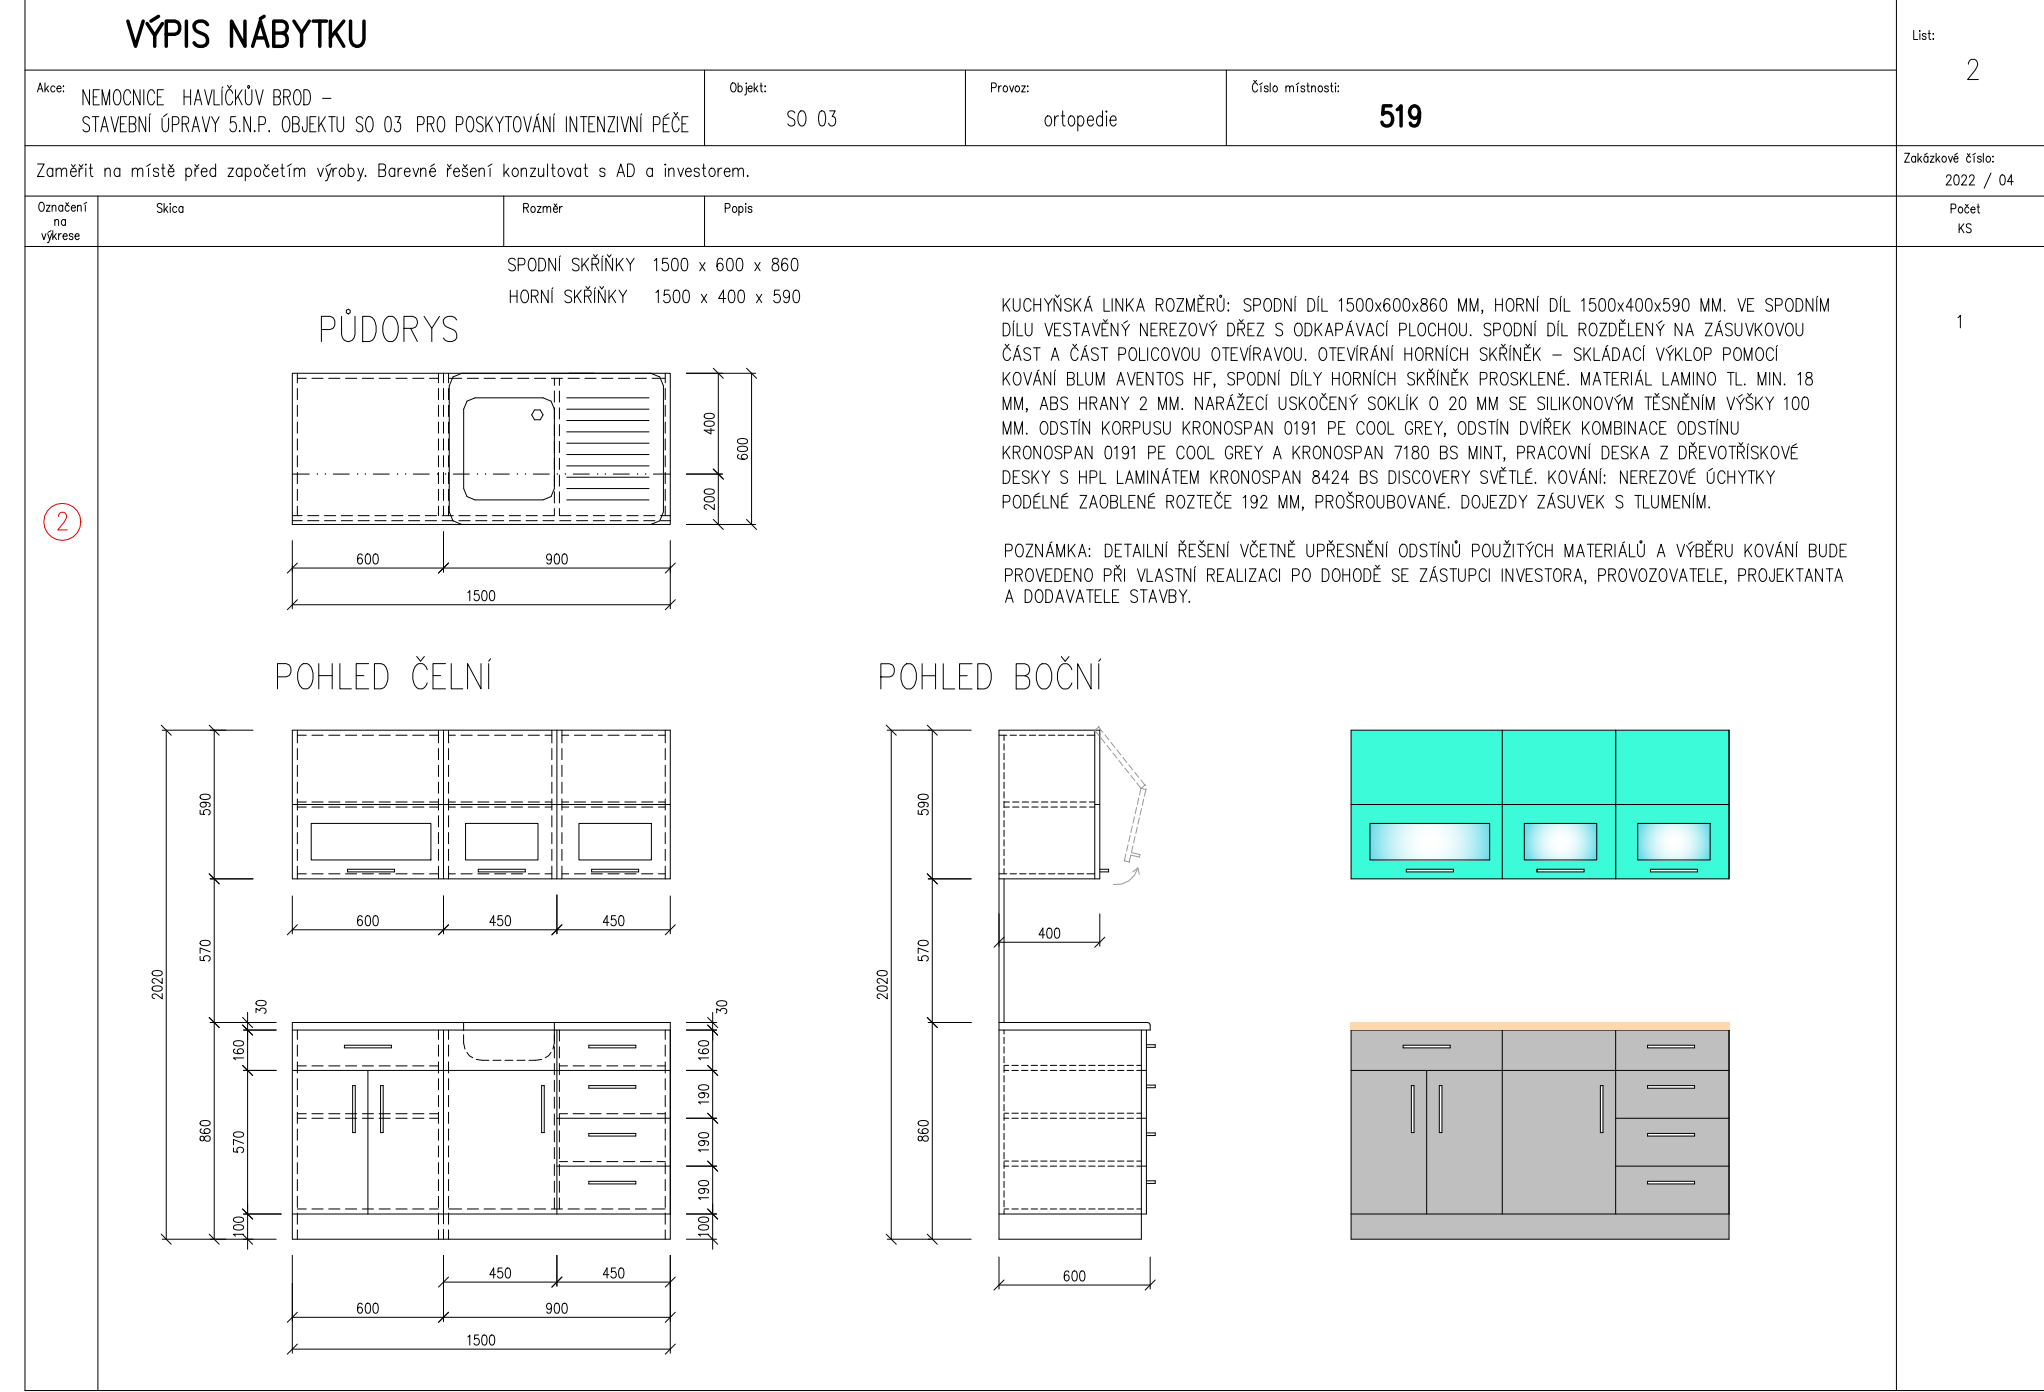 VÝPIS NÁBYTKU
List:
2
Akce:
NEMOCNICE HAVLÍČKŮV BROD –
STAVEBNÍ ÚPRAVY 5.N.P. OBJEKTU SO 03 PRO POSKYTOVÁNÍ INTENZIVNÍ PÉČE
Objekt:
SO 03
Provoz:
ortopedie
Číslo místnosti:
519
Zaměřit na místě před započetím výroby. Barevné řešení konzultovat s AD a investorem.
Zakázkové číslo:
2022 / 04
Označení
na
výkrese
Skica
Rozměr
Popis
Počet
KS
SPODNÍ SKŘÍŇKY 1500 x 600 x 860
HORNÍ SKŘÍŇKY 1500 x 400 x 590
PŮDORYS
KUCHYŇSKÁ LINKA ROZMĚRŮ: SPODNÍ DÍL 1500x600x860 MM, HORNÍ DÍL 1500x400x590 MM. VE SPODNÍM
DÍLU VESTAVĚNÝ NEREZOVÝ DŘEZ S ODKAPÁVACÍ PLOCHOU. SPODNÍ DÍL ROZDĚLENÝ NA ZÁSUVKOVOU
ČÁST A ČÁST POLICOVOU OTEVÍRAVOU. OTEVÍRÁNÍ HORNÍCH SKŘÍNĚK – SKLÁDACÍ VÝKLOP POMOCÍ
KOVÁNÍ BLUM AVENTOS HF, SPODNÍ DÍLY HORNÍCH SKŘÍNĚK PROSKLENÉ. MATERIÁL LAMINO TL. MIN. 18
MM, ABS HRANY 2 MM. NARÁŽECÍ USKOČENÝ SOKLÍK O 20 MM SE SILIKONOVÝM TĚSNĚNÍM VÝŠKY 100
MM. ODSTÍN KORPUSU KRONOSPAN 0191 PE COOL GREY, ODSTÍN DVÍŘEK KOMBINACE ODSTÍNU
KRONOSPAN 0191 PE COOL GREY A KRONOSPAN 7180 BS MINT, PRACOVNÍ DESKA Z DŘEVOTŘÍSKOVÉ
DESKY S HPL LAMINÁTEM KRONOSPAN 8424 BS DISCOVERY SVĚTLÉ. KOVÁNÍ: NEREZOVÉ ÚCHYTKY
PODÉLNÉ ZAOBLENÉ ROZTEČE 192 MM, PROŠROUBOVANÉ. DOJEZDY ZÁSUVEK S TLUMENÍM.
1
POZNÁMKA: DETAILNÍ ŘEŠENÍ VČETNĚ UPŘESNĚNÍ ODSTÍNŮ POUŽITÝCH MATERIÁLŮ A VÝBĚRU KOVÁNÍ BUDE
PROVEDENO PŘI VLASTNÍ REALIZACI PO DOHODĚ SE ZÁSTUPCI INVESTORA, PROVOZOVATELE, PROJEKTANTA
A DODAVATELE STAVBY.
2
400
600
200
600 900
1500
POHLED ČELNÍ
POHLED BOČNÍ
590
570
2020
860
600 450 450
30
160
570
100
30
160
190
190
190
100
450 450
600 900
1500
590
570
2020
860
400
600